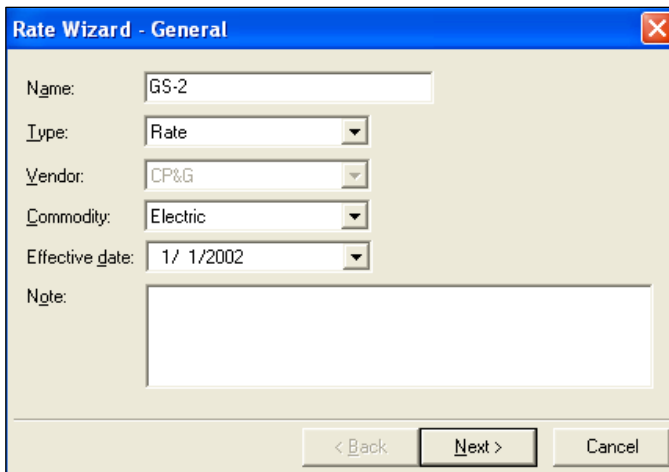 Rate Wizard - General
Name: GS-2
Type: Rate
Vendor: CP&G
Commodity: Electric
Effective date: 1/ 1/2002
Note:
< Back Next > Cancel